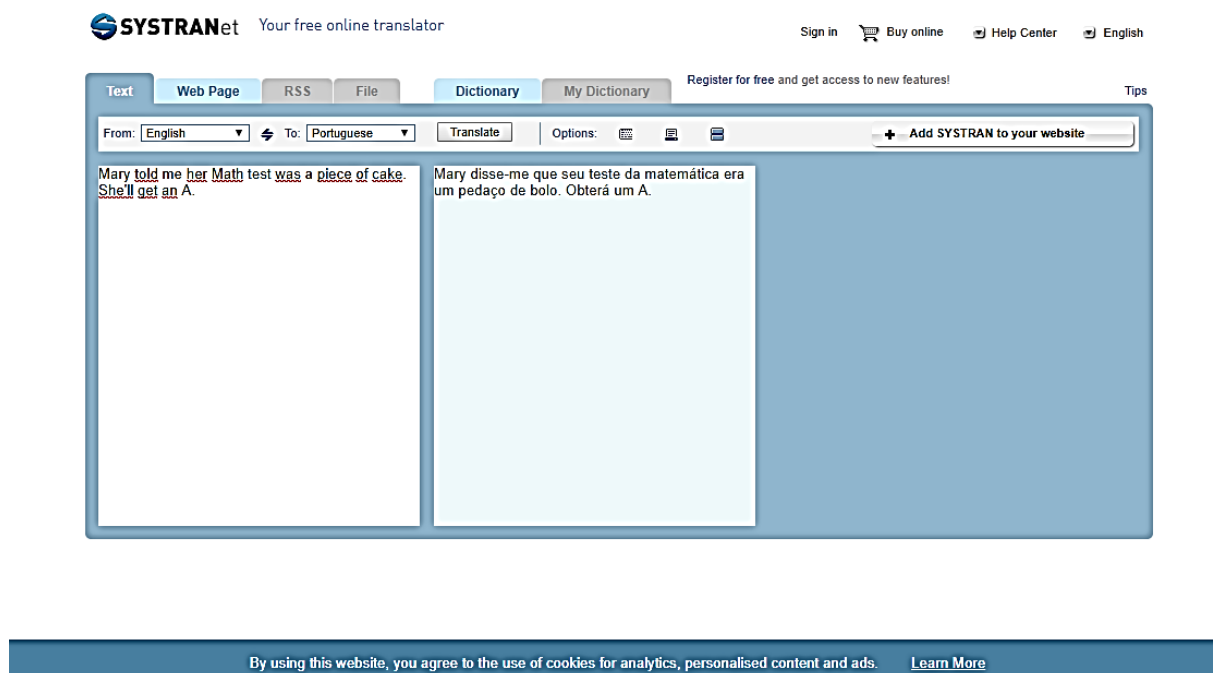 SYSTRANet Your free online translator
Sign in Buy online Help Center English
Text Web Page RSS File Dictionary My Dictionary Register for free and get access to new features! Tips
From: English To: Portuguese Translate Options: Add SYSTRAN to your website
Mary told me her Math test was a piece of cake.
She'll get an A.
Mary disse-me que seu teste da matemática era
um pedaço de bolo. Obterá um A.
By using this website, you agree to the use of cookies for analytics, personalised content and ads. Learn More